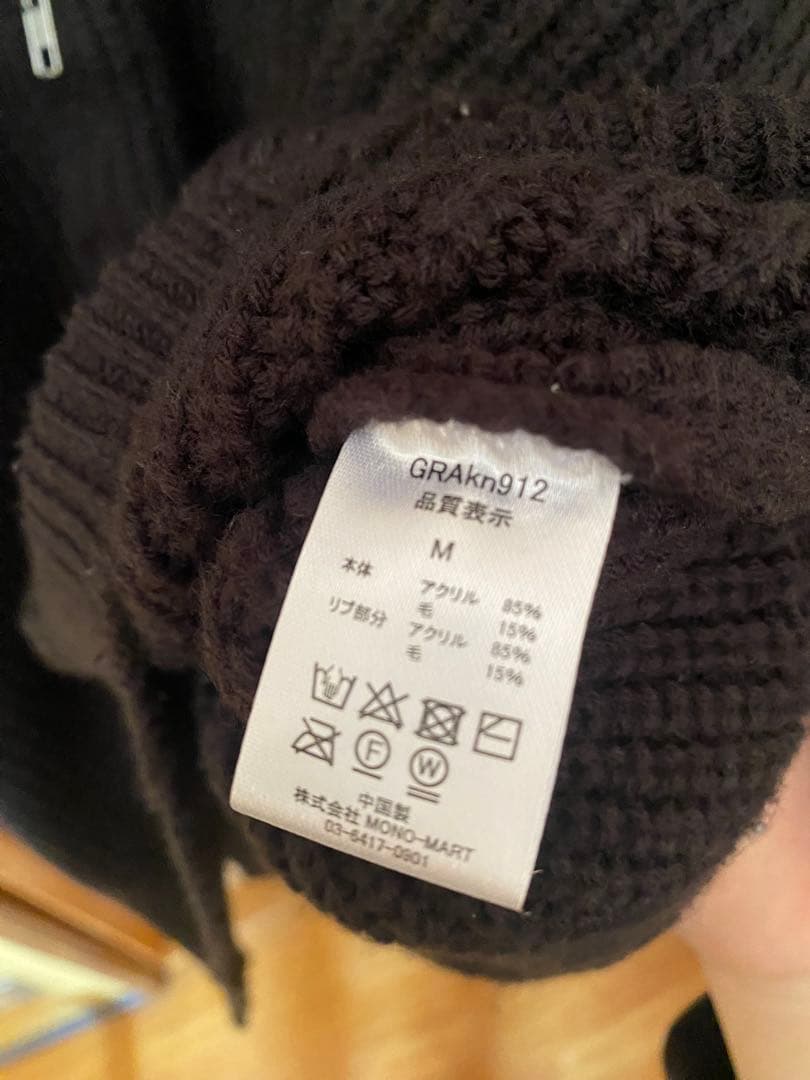 GRAkn912
品質表示
M
本体 アクリル 85%
毛 15%
リブ部分 アクリル 85%
毛 15%
F W
中国製
株式会社 MONO-MART
03-6417-0901